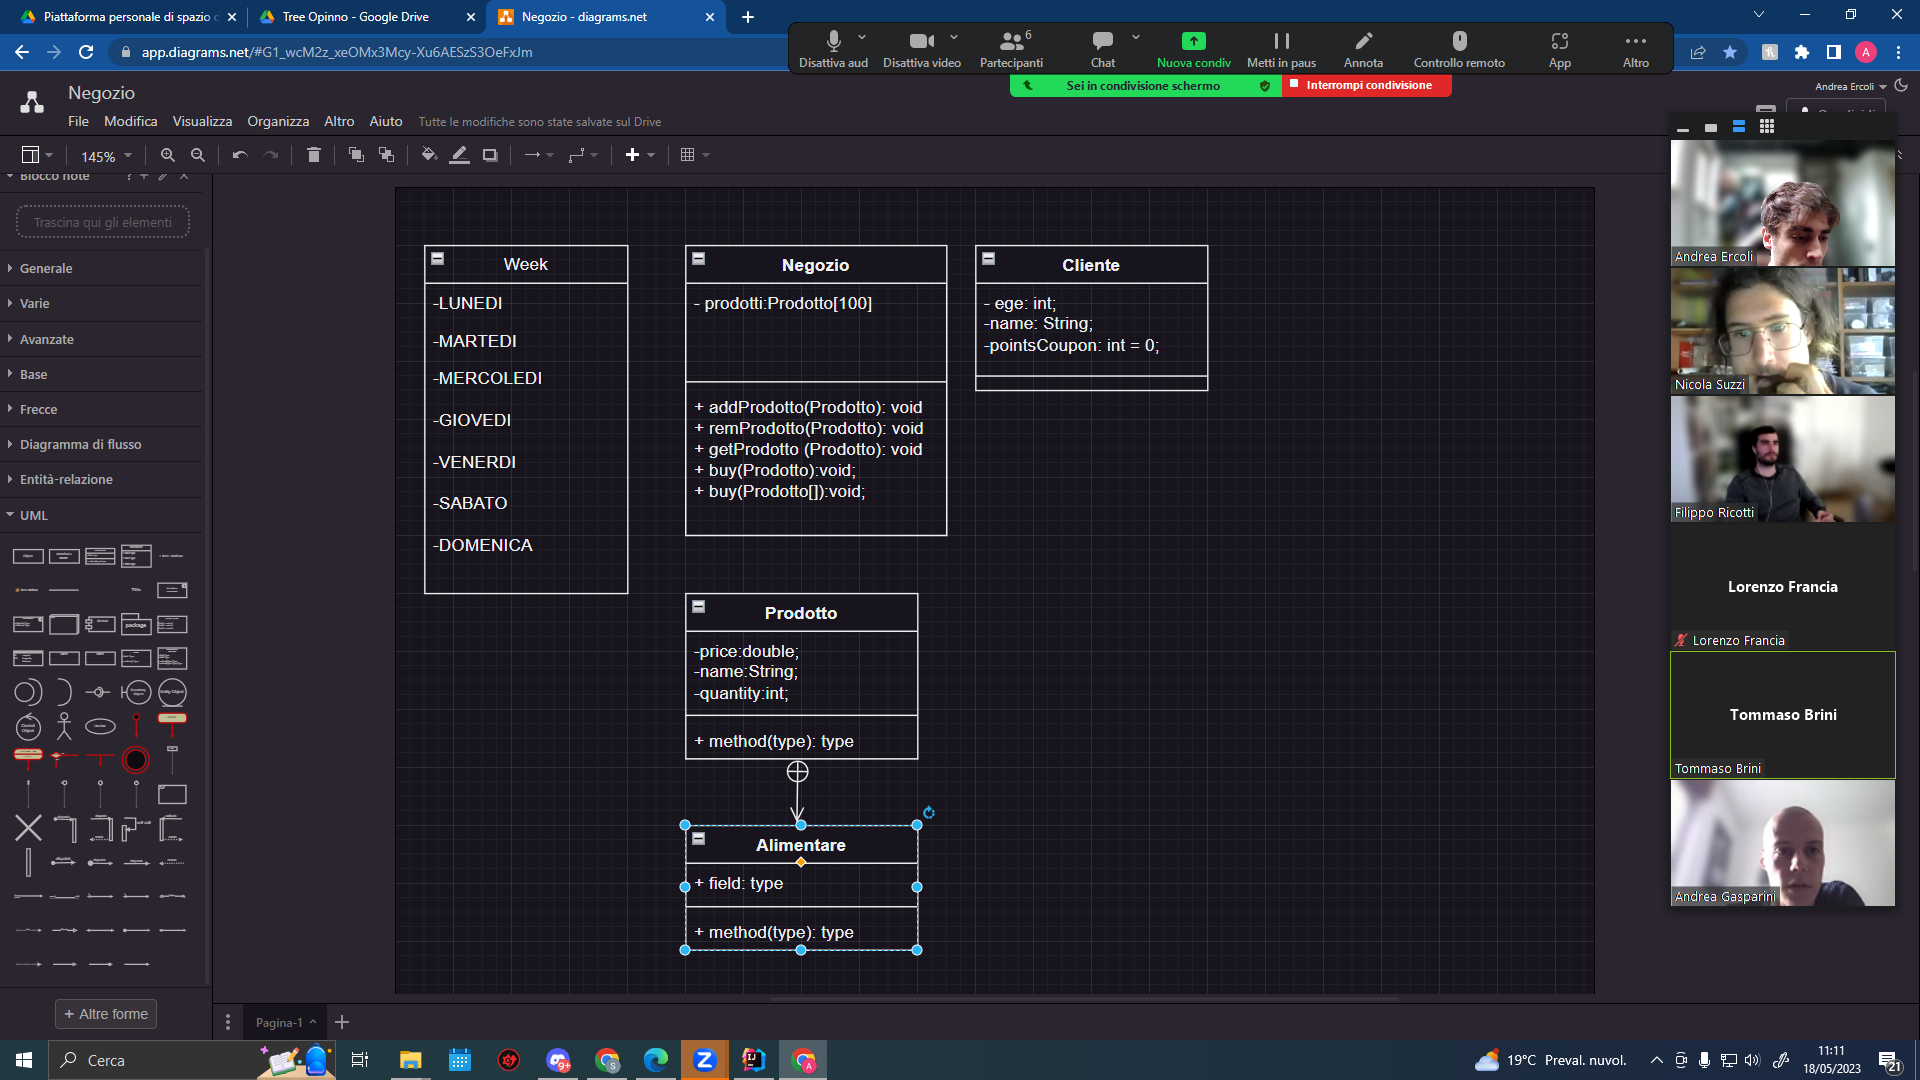 Piattaforma personale di spazio c
Tree Opinno - Google Drive
Negozio - diagrams.net
app.diagrams.net/#G1_wcM2z_xeOMx3Mcy-Xu6AESzS3OeFxJm
Disattiva aud
Disattiva video
6
Partecipanti
Chat
Nuova condiv
Metti in paus
Annota
Controllo remoto
App
Altro
Sei in condivisione schermo
Interrompi condivisione
Negozio
Andrea Ercoli
File
Modifica
Visualizza
Organizza
Altro
Aiuto
Tutte le modifiche sono state salvate sul Drive
145%
Blocco note
Trascina qui gli elementi
Generale
Varie
Avanzate
Base
Frecce
Diagramma di flusso
Entità-relazione
UML
+ Altre forme
Week
-LUNEDI
-MARTEDI
-MERCOLEDI
-GIOVEDI
-VENERDI
-SABATO
-DOMENICA
Negozio
- prodotti:Prodotto[100]
+ addProdotto(Prodotto): void
+ remProdotto(Prodotto): void
+ getProdotto (Prodotto): void
+ buy(Prodotto):void;
+ buy(Prodotto[]):void;
Cliente
- ege: int;
-name: String;
-pointsCoupon: int = 0;
Prodotto
-price:double;
-name:String;
-quantity:int;
+ method(type): type
Alimentare
+ field: type
+ method(type): type
Andrea Ercoli
Nicola Suzzi
Filippo Ricotti
Lorenzo Francia
Lorenzo Francia
Tommaso Brini
Tommaso Brini
Andrea Gasparini
Pagina-1
Cerca
19°C Preval. nuvol.
11:11
18/05/2023
21